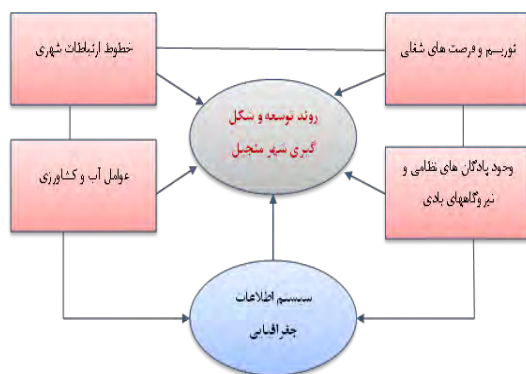 توریسم و فرصت های شغلی
خطوط ارتباطات شهری
روند توسعه و شکل
گیری شهر منجیل
وجود پادگان های نظامی و
نیروگاههای بادی
عوامل آب و کشاورزی
سیستم اطلاعات
جغرافیایی